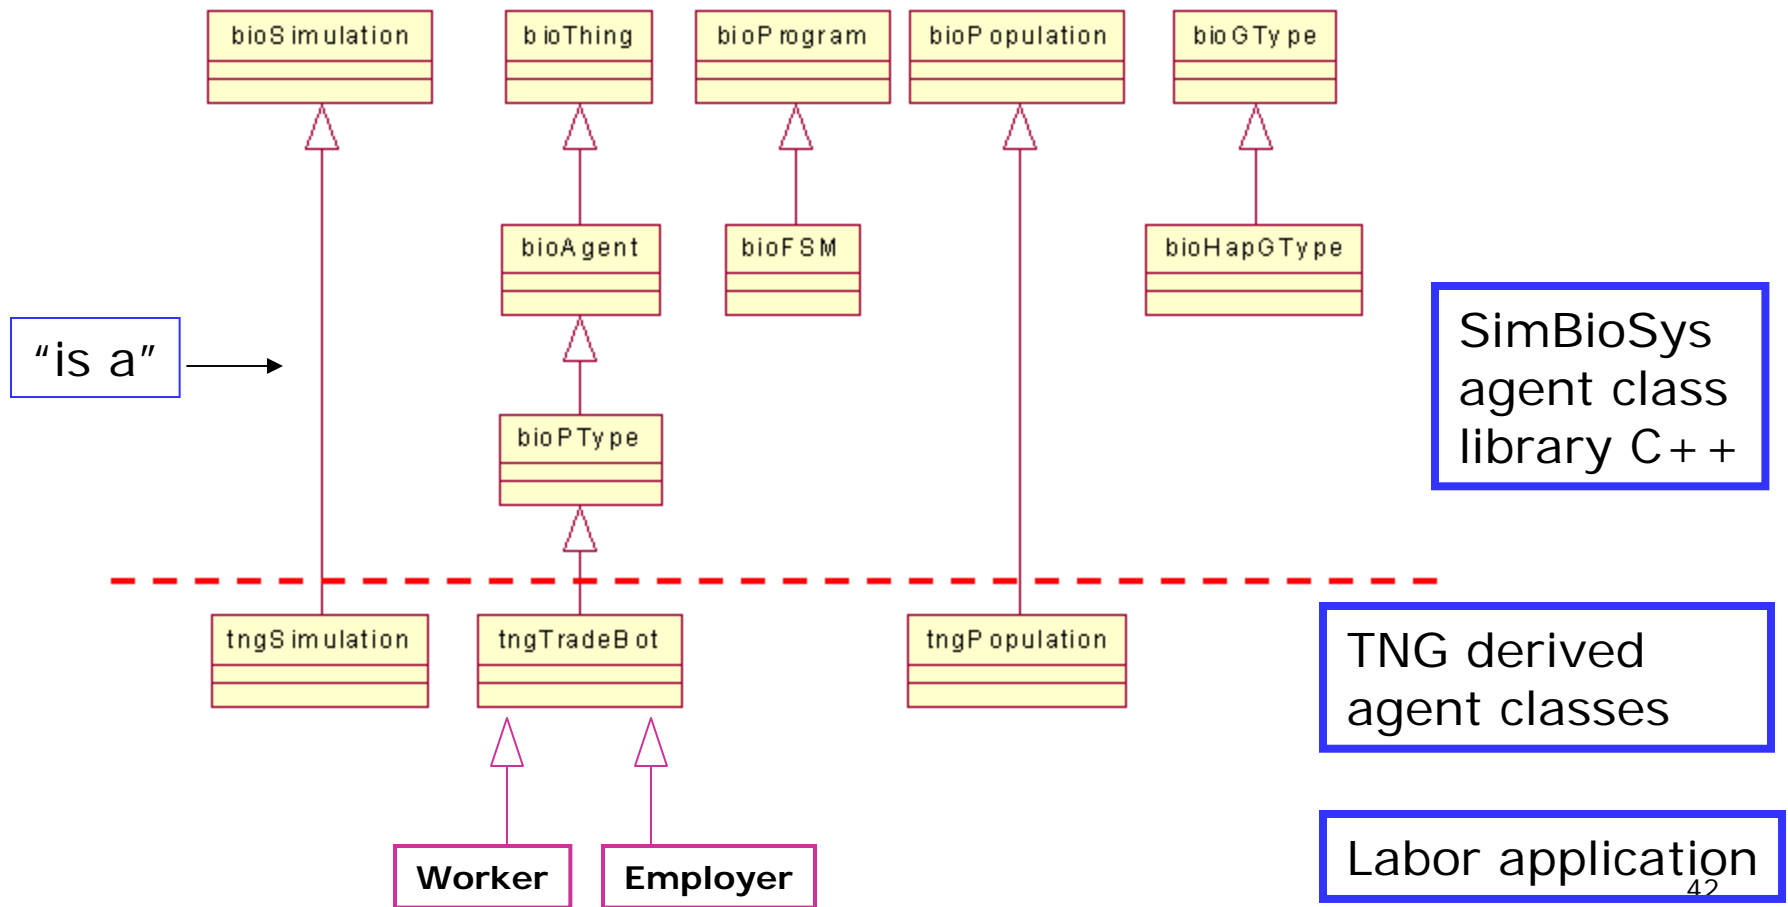 bioSimulation
bioThing
bioProgram
bioPopulation
bioGType
bioAgent
bioFSM
bioHapGType
"is a"
SimBioSys
agent class
library C++
bioPType
tngSimulation
tngTradeBot
tngPopulation
TNG derived
agent classes
Worker
Employer
Labor application
42